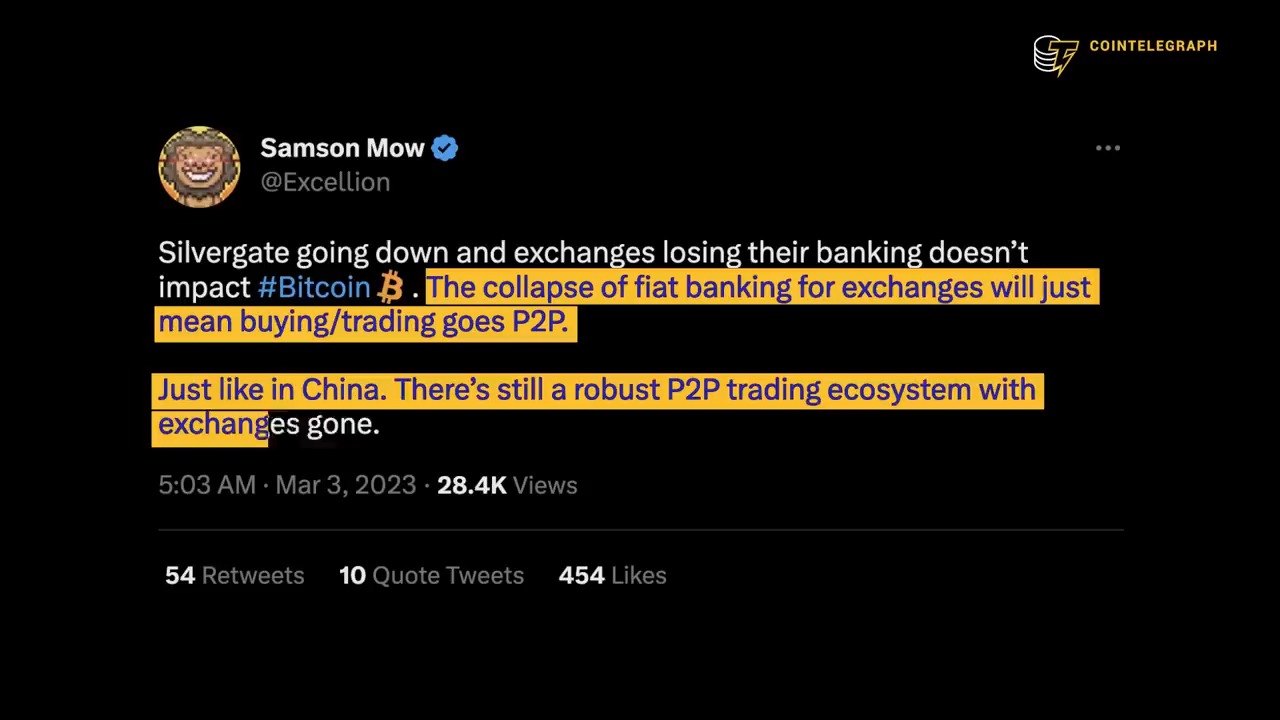 COINTELEGRAPH
Samson Mow
@Excellion
Silvergate going down and exchanges losing their banking doesn’t
impact #Bitcoin . The collapse of fiat banking for exchanges will just
mean buying/trading goes P2P.
Just like in China. There’s still a robust P2P trading ecosystem with
exchanges gone.
5:03 AM · Mar 3, 2023 · 28.4K Views
54 Retweets 10 Quote Tweets 454 Likes